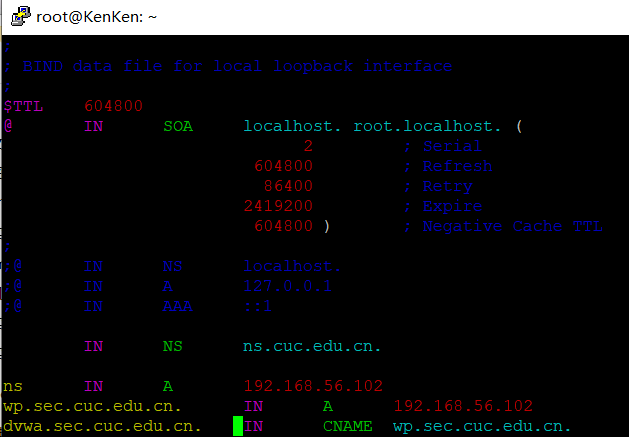 root@KenKen: ~
;
; BIND data file for local loopback interface
;
$TTL 604800
@ IN SOA localhost. root.localhost. (
2 ; Serial
604800 ; Refresh
86400 ; Retry
2419200 ; Expire
604800 ) ; Negative Cache TTL
;
;@ IN NS localhost.
;@ IN A 127.0.0.1
;@ IN AAA ::1
IN NS ns.cuc.edu.cn.
ns IN A 192.168.56.102
wp.sec.cuc.edu.cn. IN A 192.168.56.102
dvwa.sec.cuc.edu.cn. IN CNAME wp.sec.cuc.edu.cn.